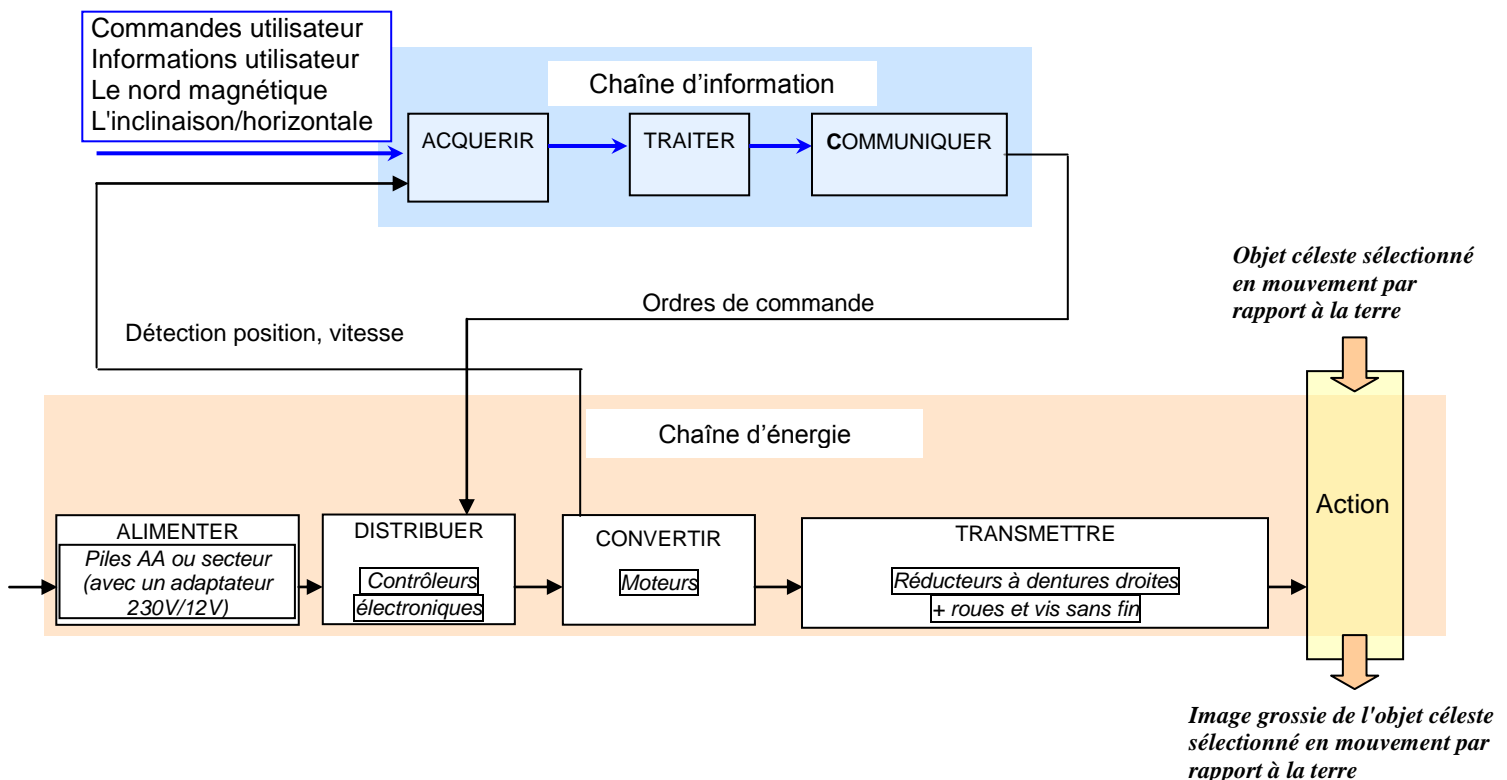 Commandes utilisateur
Informations utilisateur
Le nord magnétique
L'inclinaison/horizontale
Chaîne d’information
ACQUERIR
TRAITER
COMMUNIQUER
Objet céleste sélectionné
en mouvement par
rapport à la terre
Ordres de commande
Détection position, vitesse
Chaîne d’énergie
Action
ALIMENTER
Piles AA ou secteur
(avec un adaptateur
230V/12V)
DISTRIBUER
Contrôleurs
électroniques
CONVERTIR
Moteurs
TRANSMETTRE
Réducteurs à dentures droites
+ roues et vis sans fin
Image grossie de l'objet céleste
sélectionné en mouvement par
rapport à la terre